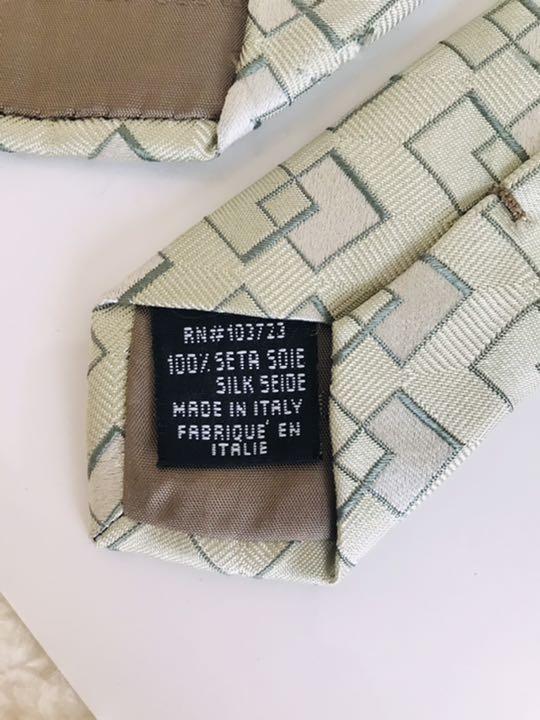 RN#103723
100% SETA SOIE
SILK SEIDE
MADE IN ITALY
FABRIQUE' EN
ITALIE